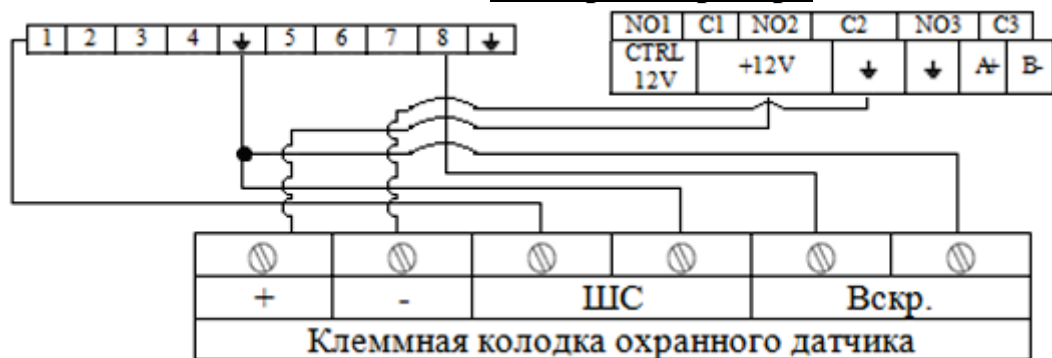 1 2 3 4 5 6 7 8
NO1 C1 NO2 C2 NO3 C3
CTRL 12V +12V A+ B-
+ - ШС Вскр.
Клеммная колодка охранного датчика